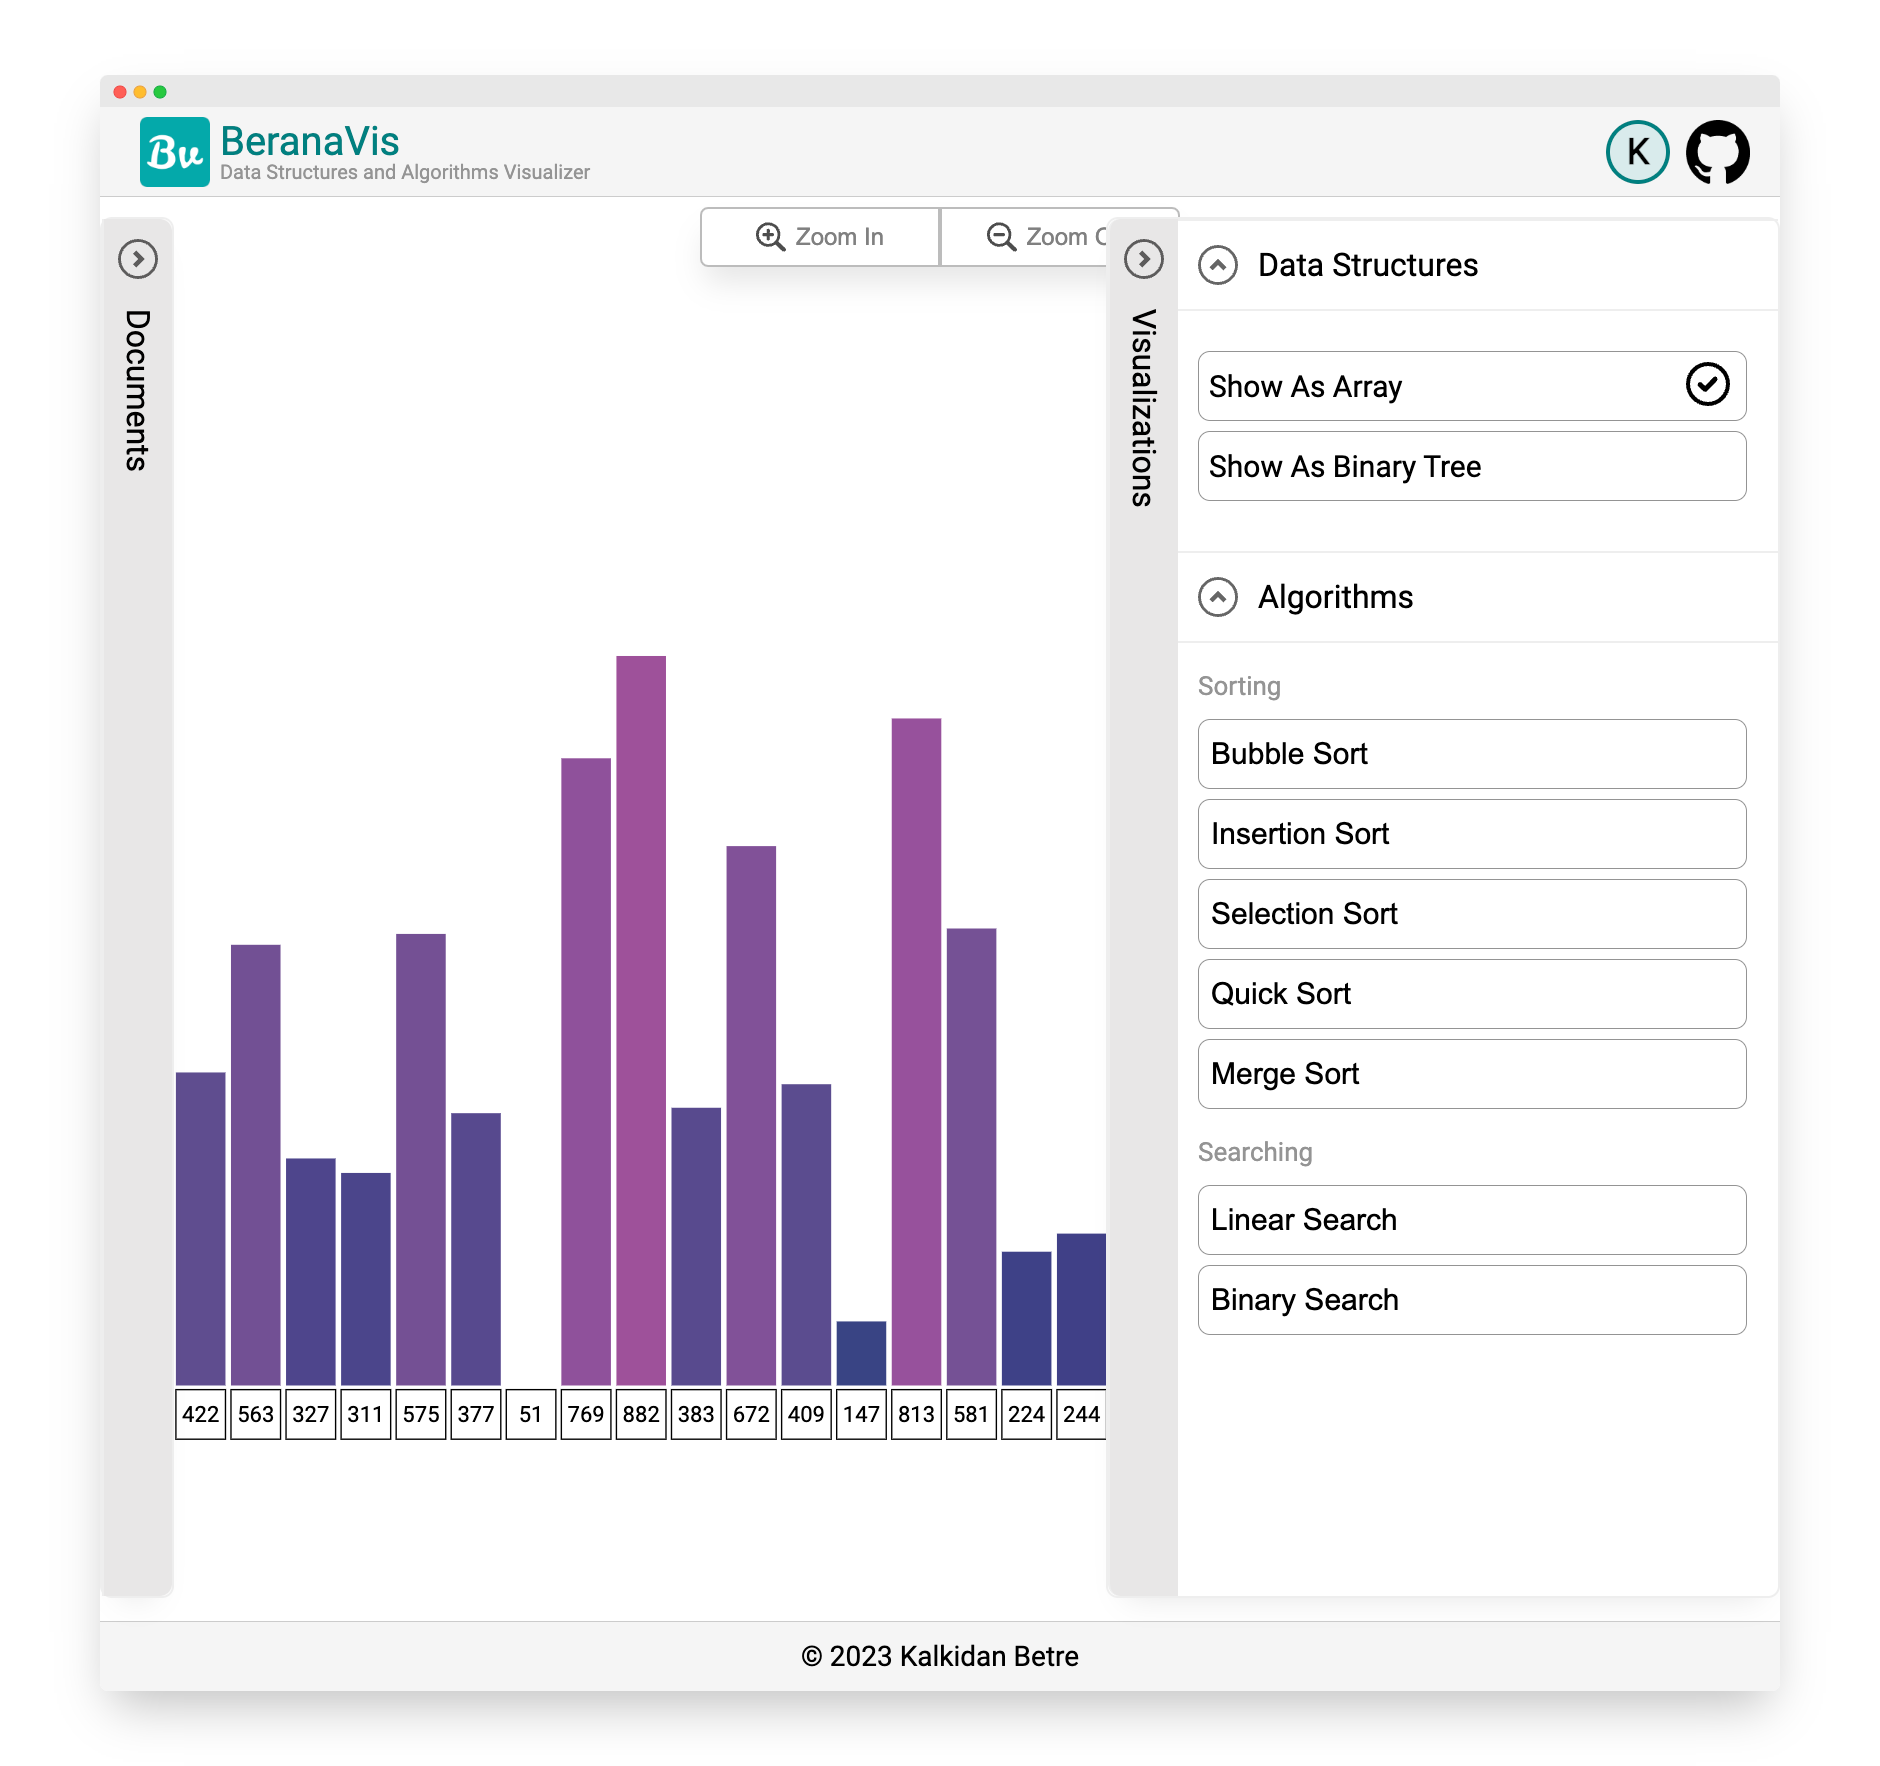 Bv
BeranaVis
Data Structures and Algorithms Visualizer
K
Documents
Zoom In
Zoom
Visualizations
Data Structures
Show As Array
Show As Binary Tree
Algorithms
Sorting
Bubble Sort
Insertion Sort
Selection Sort
Quick Sort
Merge Sort
Searching
Linear Search
Binary Search
422 563 327 311 575 377 51 769 882 383 672 409 147 813 581 224 244
© 2023 Kalkidan Betre